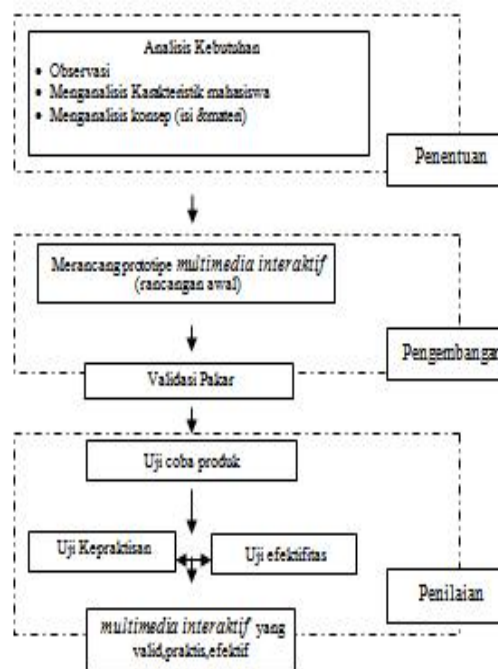 Analisis Kebutuhan
• Observasi
• Menganalisis Karakteristik mahasiswa
• Menganalisis konsep (isi &materi)
Penentuan
Merancang prototipe multimedia interaktif
(rancangan awal)
Pengembangan
Validasi Pakar
Uji coba produk
Uji Kepraktisan
Uji efektifitas
Penilaian
multimedia interaktif yang
valid,praktis,efektif